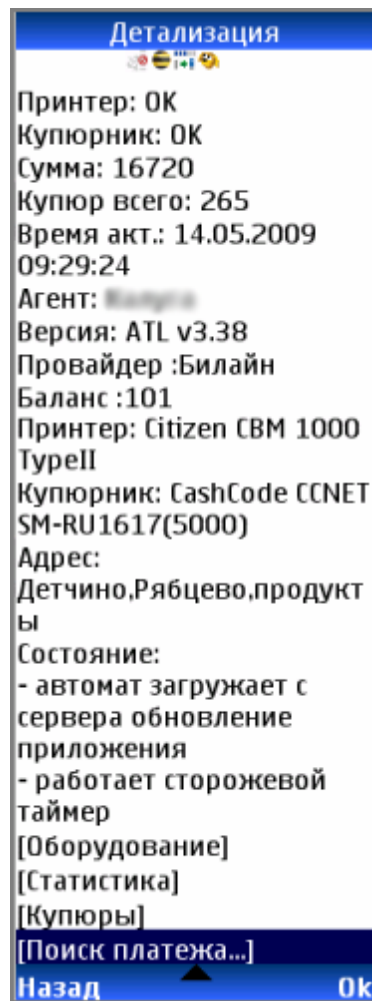 Детализация
Принтер: OK
Купюрник: OK
Сумма: 16720
Купюр всего: 265
Время акт.: 14.05.2009
09:29:24
Агент:
Версия: ATL v3.38
Провайдер :Билайн
Баланс :101
Принтер: Citizen CBM 1000
TypeII
Купюрник: CashCode CCNET
SM-RU1617(5000)
Адрес:
Детчино,Рябцево,продукт
ы
Состояние:
- автомат загружает с
сервера обновление
приложения
- работает сторожевой
таймер
[Оборудование]
[Статистика]
[Купюры]
[Поиск платежа...]
Назад Ok